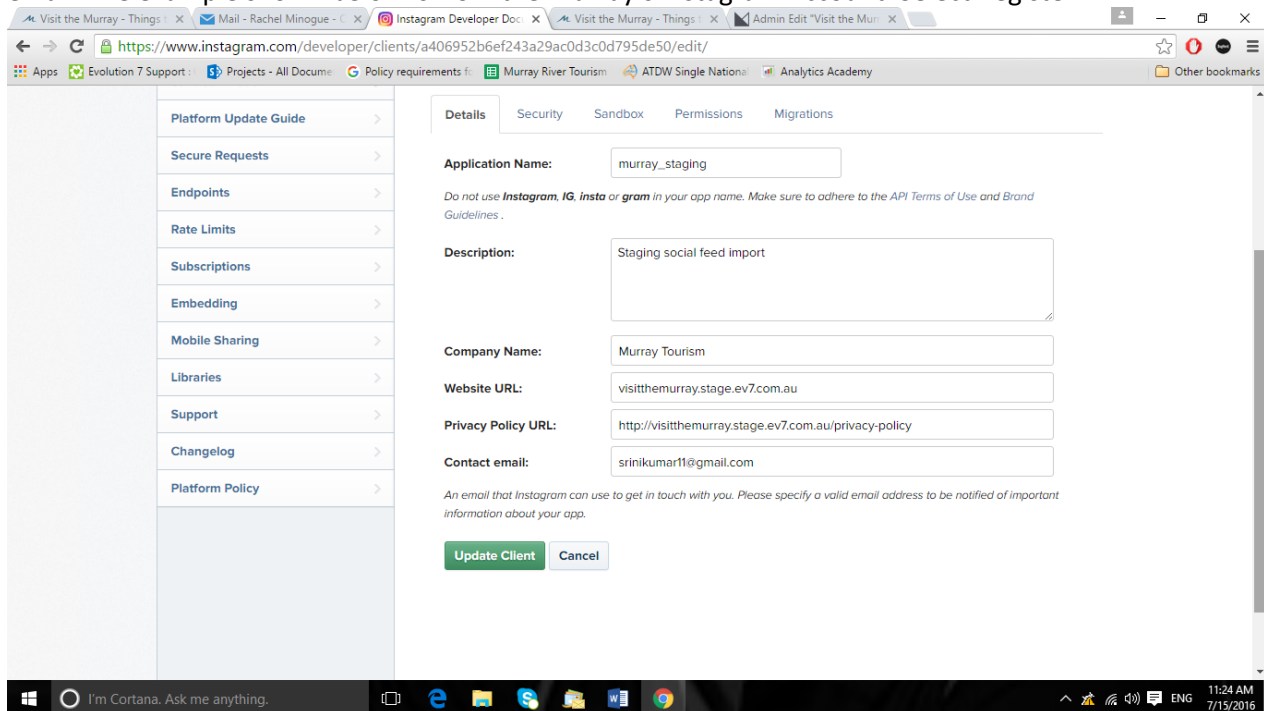 Visit the Murray - Things
Mail - Rachel Minogue -
Instagram Developer Doc
Visit the Murray - Things
Admin Edit "Visit the Mur
https://www.instagram.com/developer/clients/a406952b6ef243a29ac0d3c0d795de50/edit/
Apps
Evolution 7 Support
Projects - All Docume
Policy requirements fo
Murray River Tourism
ATDW Single National
Analytics Academy
Other bookmarks
Platform Update Guide
Secure Requests
Endpoints
Rate Limits
Subscriptions
Embedding
Mobile Sharing
Libraries
Support
Changelog
Platform Policy
Details Security Sandbox Permissions Migrations
Application Name: murray_staging
Do not use Instagram, IG, insta or gram in your app name. Make sure to adhere to the API Terms of Use and Brand
Guidelines .
Description: Staging social feed import
Company Name: Murray Tourism
Website URL: visitthemurray.stage.ev7.com.au
Privacy Policy URL: http://visitthemurray.stage.ev7.com.au/privacy-policy
Contact email: srinikumar11@gmail.com
An email that Instagram can use to get in touch with you. Please specify a valid email address to be notified of important
information about your app.
Update Client Cancel
I'm Cortana. Ask me anything.
ENG
11:24 AM
7/15/2016